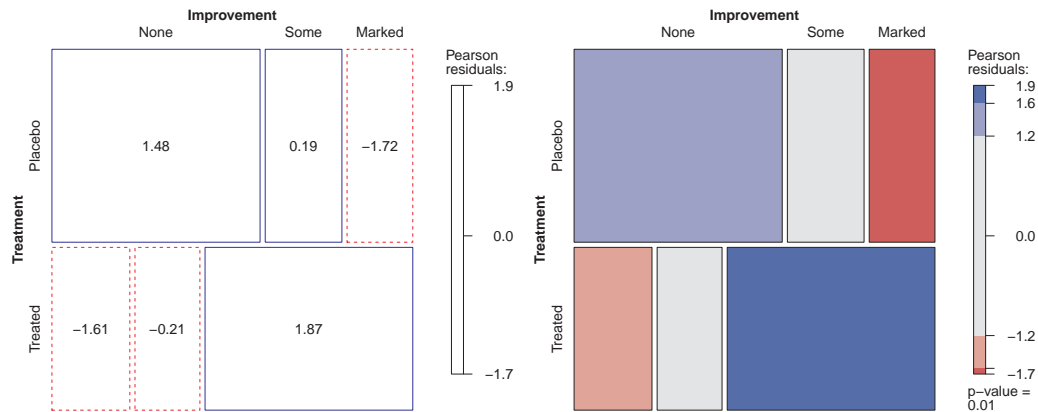 Improvement
None Some Marked
Treatment
Placebo
Treated
1.48 0.19 −1.72
−1.61 −0.21 1.87
Pearson
residuals:
1.9
0.0
−1.7
Improvement
None Some Marked
Treatment
Placebo
Treated
Pearson
residuals:
1.9
1.6
1.2
0.0
−1.2
−1.7
p−value =
0.01